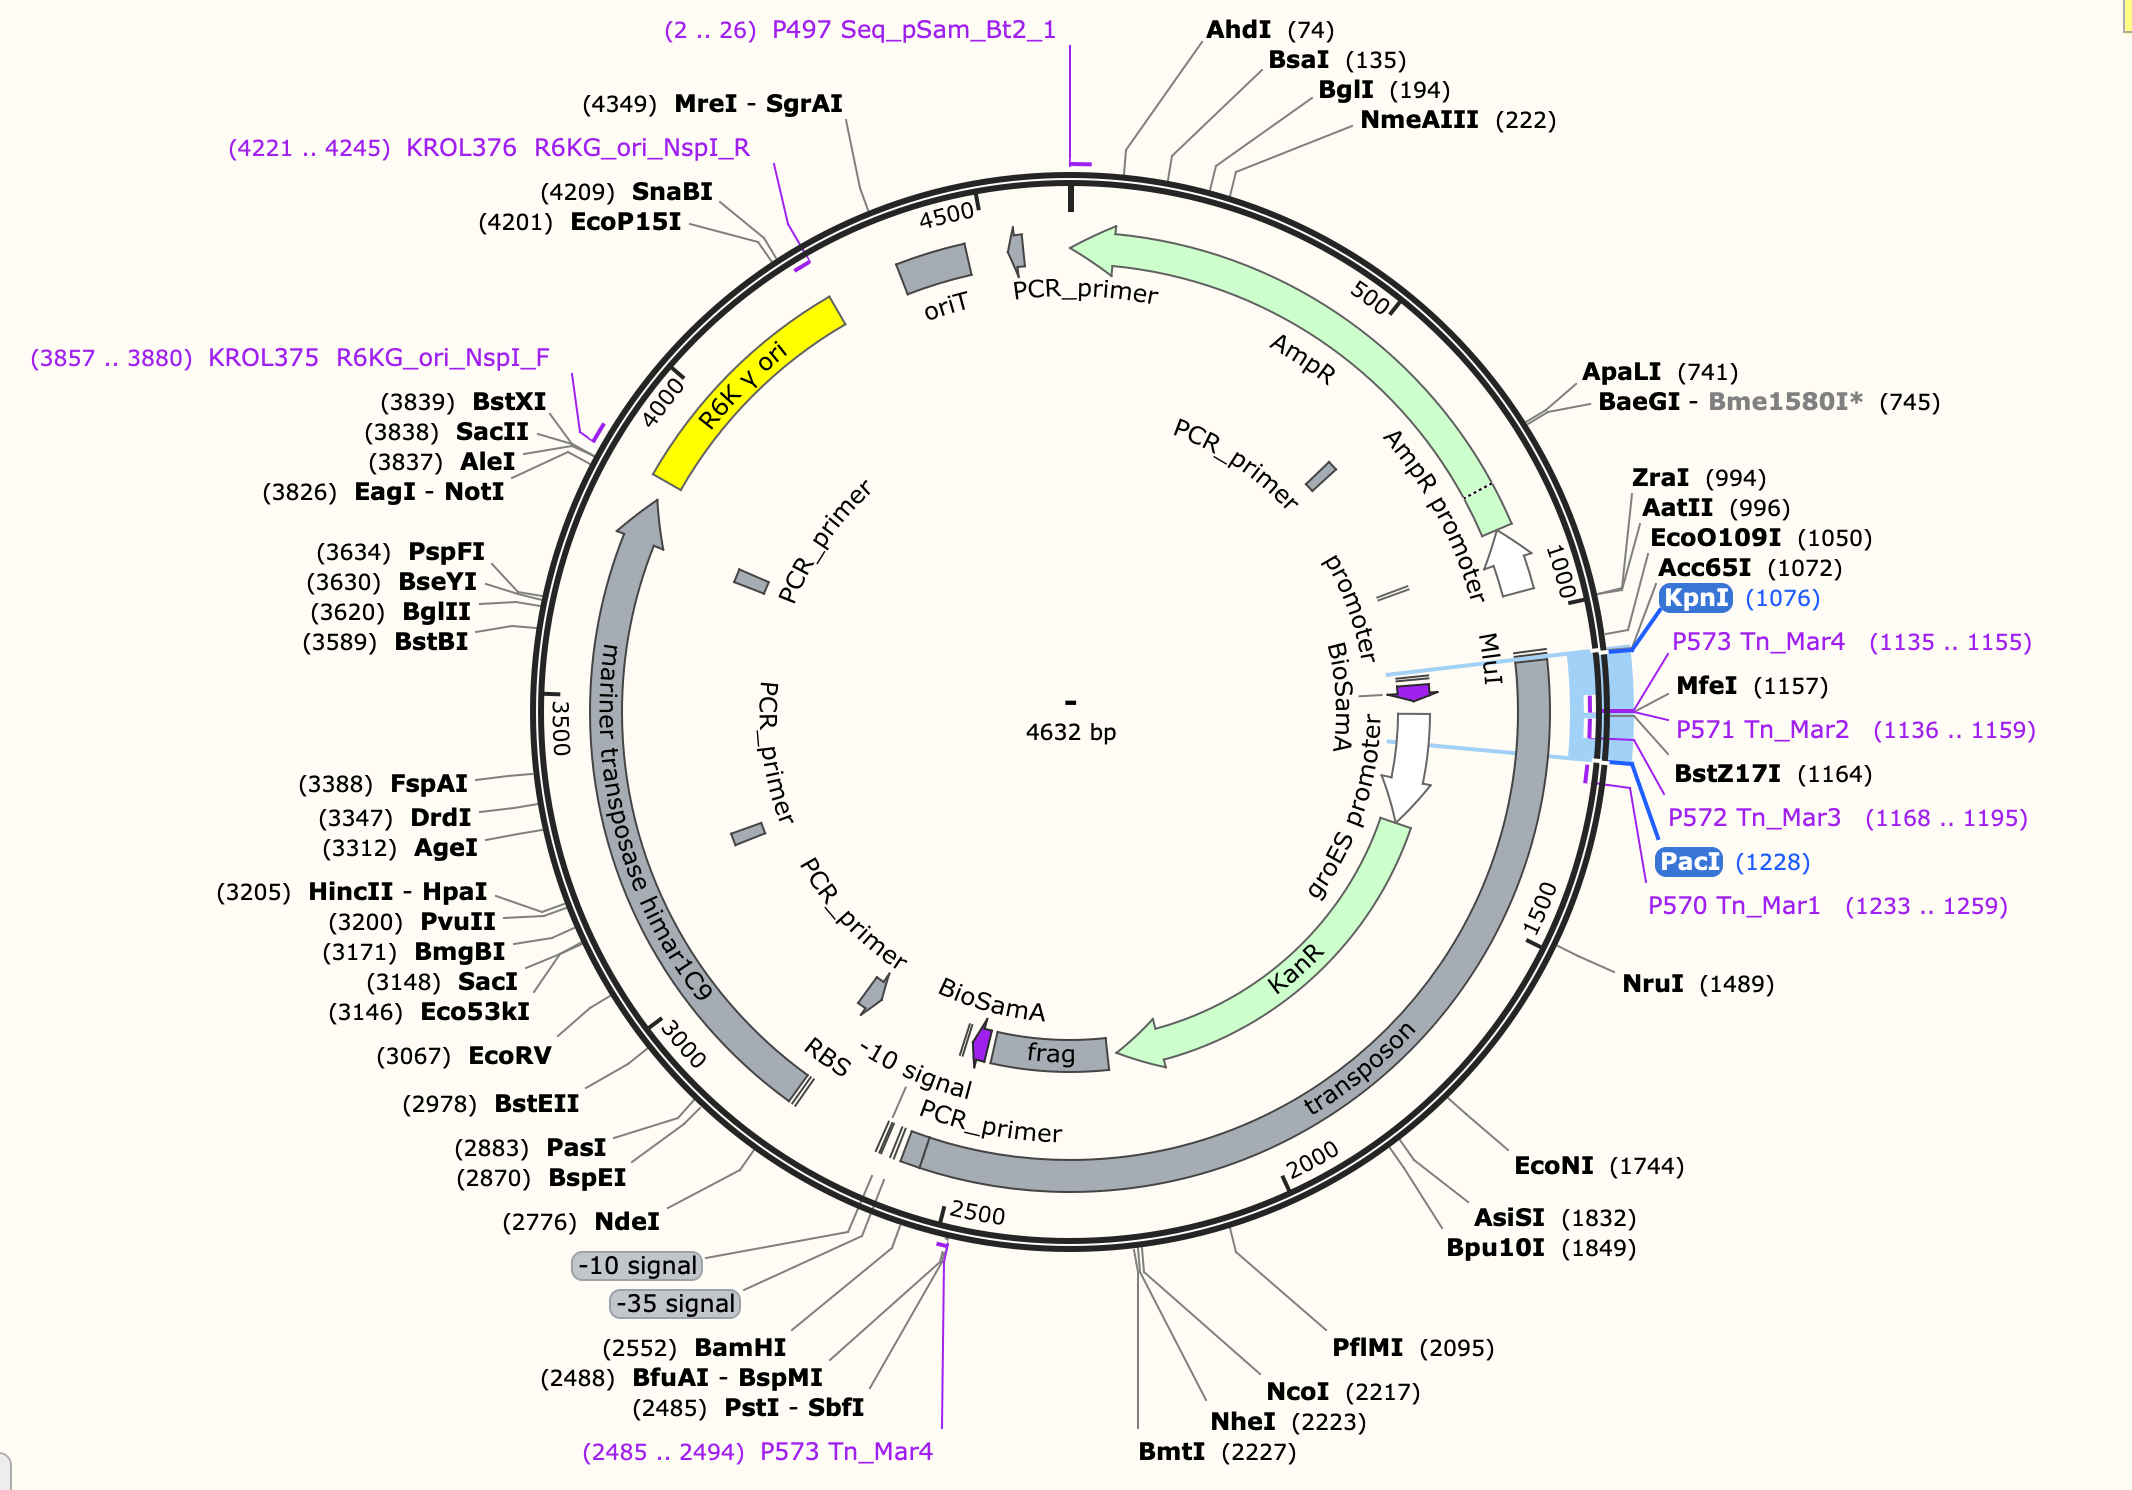 (2 .. 26) P497 Seq_pSam_Bt2_1
AhdI (74)
BsaI (135)
BglI (194)
NmeAIII (222)
(4349) MreI - SgrAI
(4221 .. 4245) KROL376 R6KG_ori_NspI_R
(4209) SnaBI
(4201) EcoP15I
4500
oriT
PCR_primer
500
AmpR
ApaLI (741)
BaeGI - Bme1580I* (745)
(3857 .. 3880) KROL375 R6KG_ori_NspI_F
(3839) BstXI
(3838) SacII
(3837) AleI
(3826) EagI - NotI
4000
R6K γ ori
PCR_primer
PCR_primer
AmpR promoter
ZraI (994)
AatII (996)
EcoO109I (1050)
Acc65I (1072)
KpnI (1076)
1000
P573 Tn_Mar4 (1135 .. 1155)
MfeI (1157)
P571 Tn_Mar2 (1136 .. 1159)
BstZ17I (1164)
P572 Tn_Mar3 (1168 .. 1195)
PacI (1228)
P570 Tn_Mar1 (1233 .. 1259)
(3634) PspFI
(3630) BseYI
(3620) BglII
(3589) BstBI
promoter
MluI
BioSamA
groES promoter
4632 bp
3500
mariner transposase himar1C9
PCR_primer
(3388) FspAI
(3347) DrdI
(3312) AgeI
(3205) HincII - HpaI
(3200) PvuII
(3171) BmgBI
(3148) SacI
(3146) Eco53kI
(3067) EcoRV
(2978) BstEII
(2883) PasI
(2870) BspEI
(2776) NdeI
1500
NruI (1489)
KanR
PCR_primer
BioSamA
frag
3000
RBS
-10 signal
PCR_primer
transposon
2000
2500
EcoNI (1744)
AsiSI (1832)
Bpu10I (1849)
-10 signal
-35 signal
(2552) BamHI
(2488) BfuAI - BspMI
(2485) PstI - SbfI
(2485 .. 2494) P573 Tn_Mar4
PflMI (2095)
NcoI (2217)
NheI (2223)
BmtI (2227)